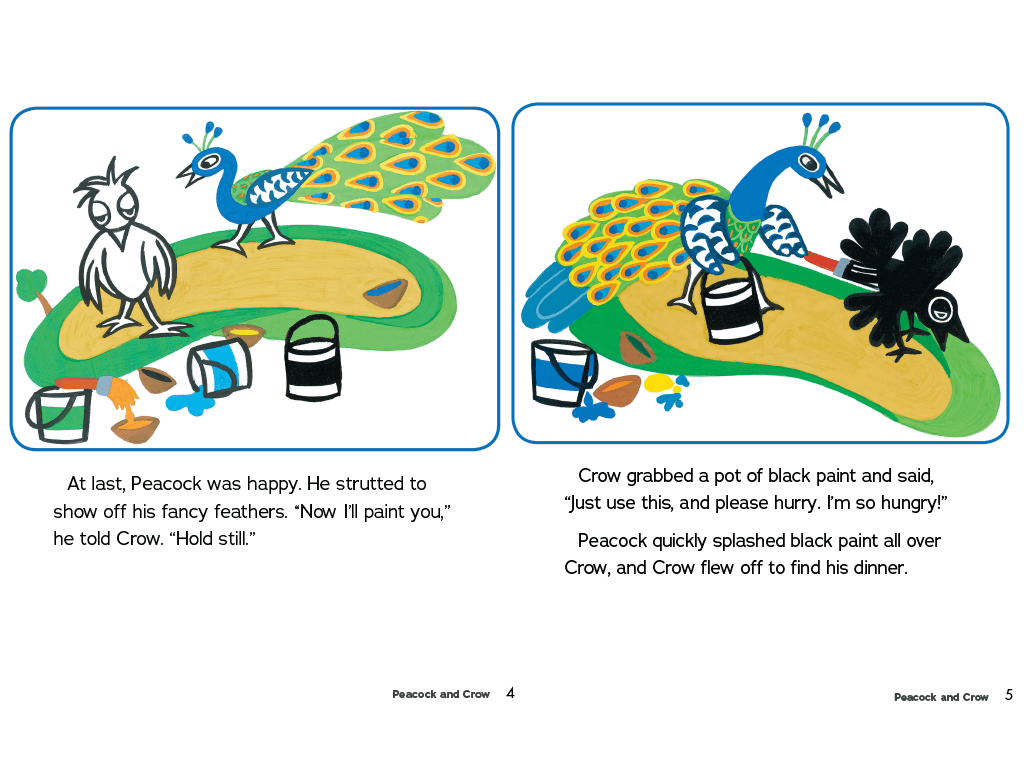 At last, Peacock was happy. He strutted to
show off his fancy feathers. “Now I’ll paint you,”
he told Crow. “Hold still.”
Peacock and Crow 4
Crow grabbed a pot of black paint and said,
“Just use this, and please hurry. I’m so hungry!”
Peacock quickly splashed black paint all over
Crow, and Crow flew off to find his dinner.
Peacock and Crow 5